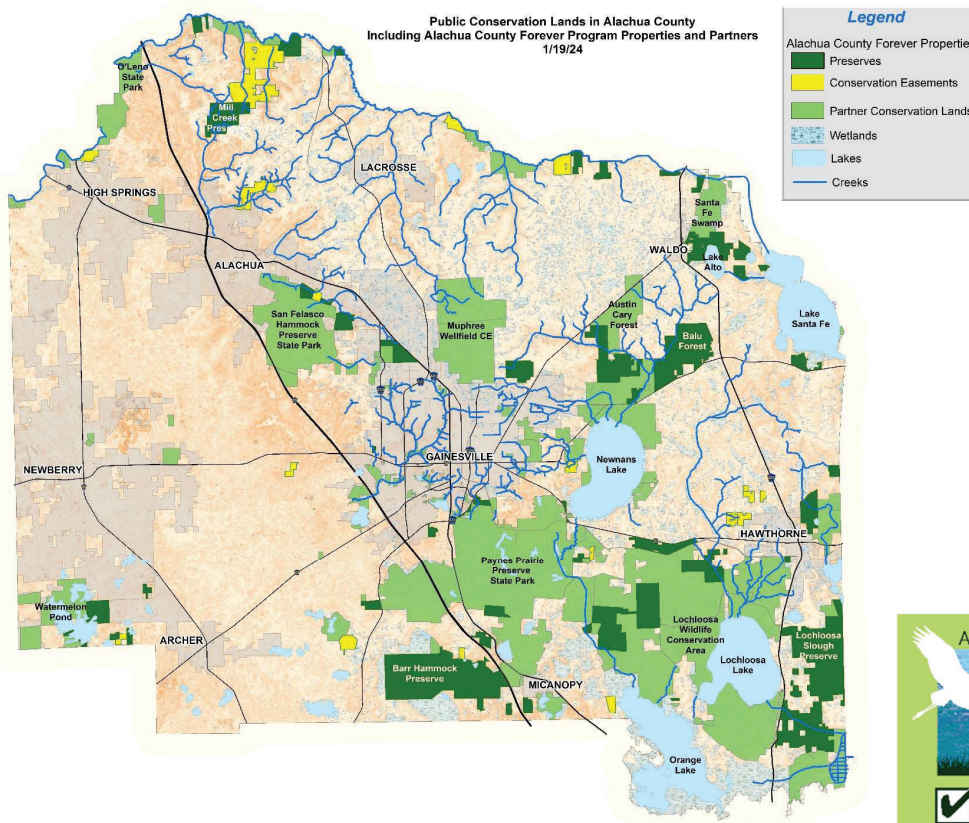 Public Conservation Lands in Alachua County
Including Alachua County Forever Program Properties and Partners
1/19/24
Legend
Alachua County Forever Propertie
Preserves
Conservation Easements
Partner Conservation Lands
Wetlands
Lakes
Creeks
O'Leno
State
Park
Mill
Creek
Pres
LACROSSE
HIGH SPRINGS
Santa
Fe
Swamp
WALDO
Lake
Alto
ALACHUA
San Felasco
Hammock
Preserve
State Park
Muphree
Wellfield CE
Austin
Cary
Forest
Lake
Santa Fe
Balu
Forest
NEWBERRY
GAINESVILLE
Newnans
Lake
HAWTHORNE
Paynes Prairie
Preserve
State Park
Watermelon
Pond
ARCHER
Lochloosa
Wildlife
Conservation
Area
Lochloosa
Slough
Preserve
Barr Hammock
Preserve
Lochloosa
Lake
MICANOPY
Orange
Lake
A